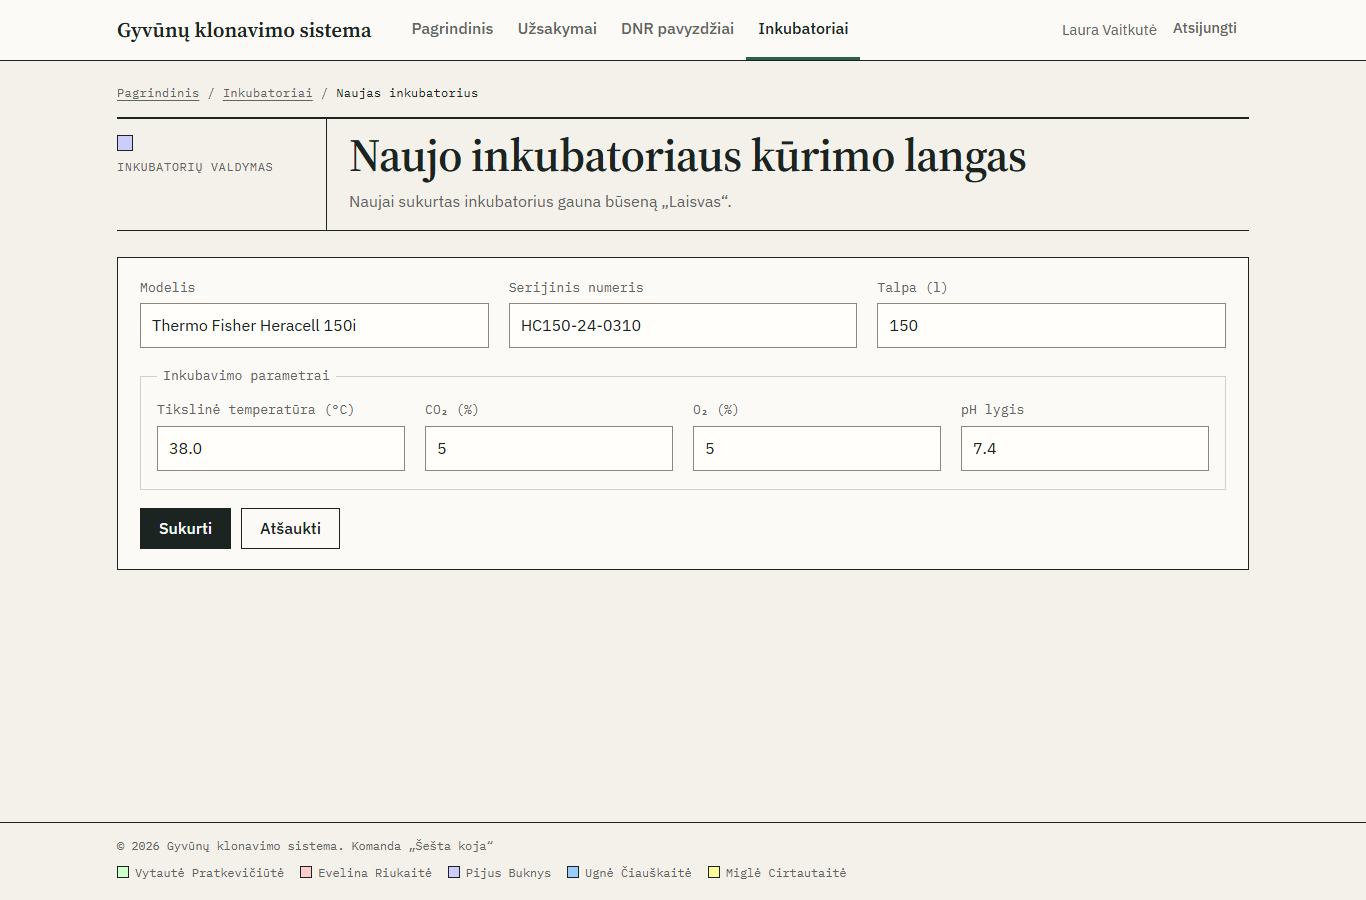 Gyvūnų klonavimo sistema Pagrindinis Užsakymai DNR pavyzdžiai Inkubatoriai Laura Vaitkutė Atsijungti
Pagrindinis / Inkubatoriai / Naujas inkubatorius
INKUBATORIŲ VALDYMAS
Naujo inkubatoriaus kūrimo langas
Naujai sukurtas inkubatorius gauna būseną „Laisvas“.
Modelis Serijinis numeris Talpa (l)
Thermo Fisher Heracell 150i HC150-24-0310 150
Inkubavimo parametrai
Tikslinė temperatūra (°C) CO₂ (%) O₂ (%) pH lygis
38.0 5 5 7.4
Sukurti Atšaukti
© 2026 Gyvūnų klonavimo sistema. Komanda „Šešta koja“
Vytautė Pratkevičiūtė Evelina Riukaitė Pijus Buknys Ugnė Čiauškaitė Miglė Cirtautaitė